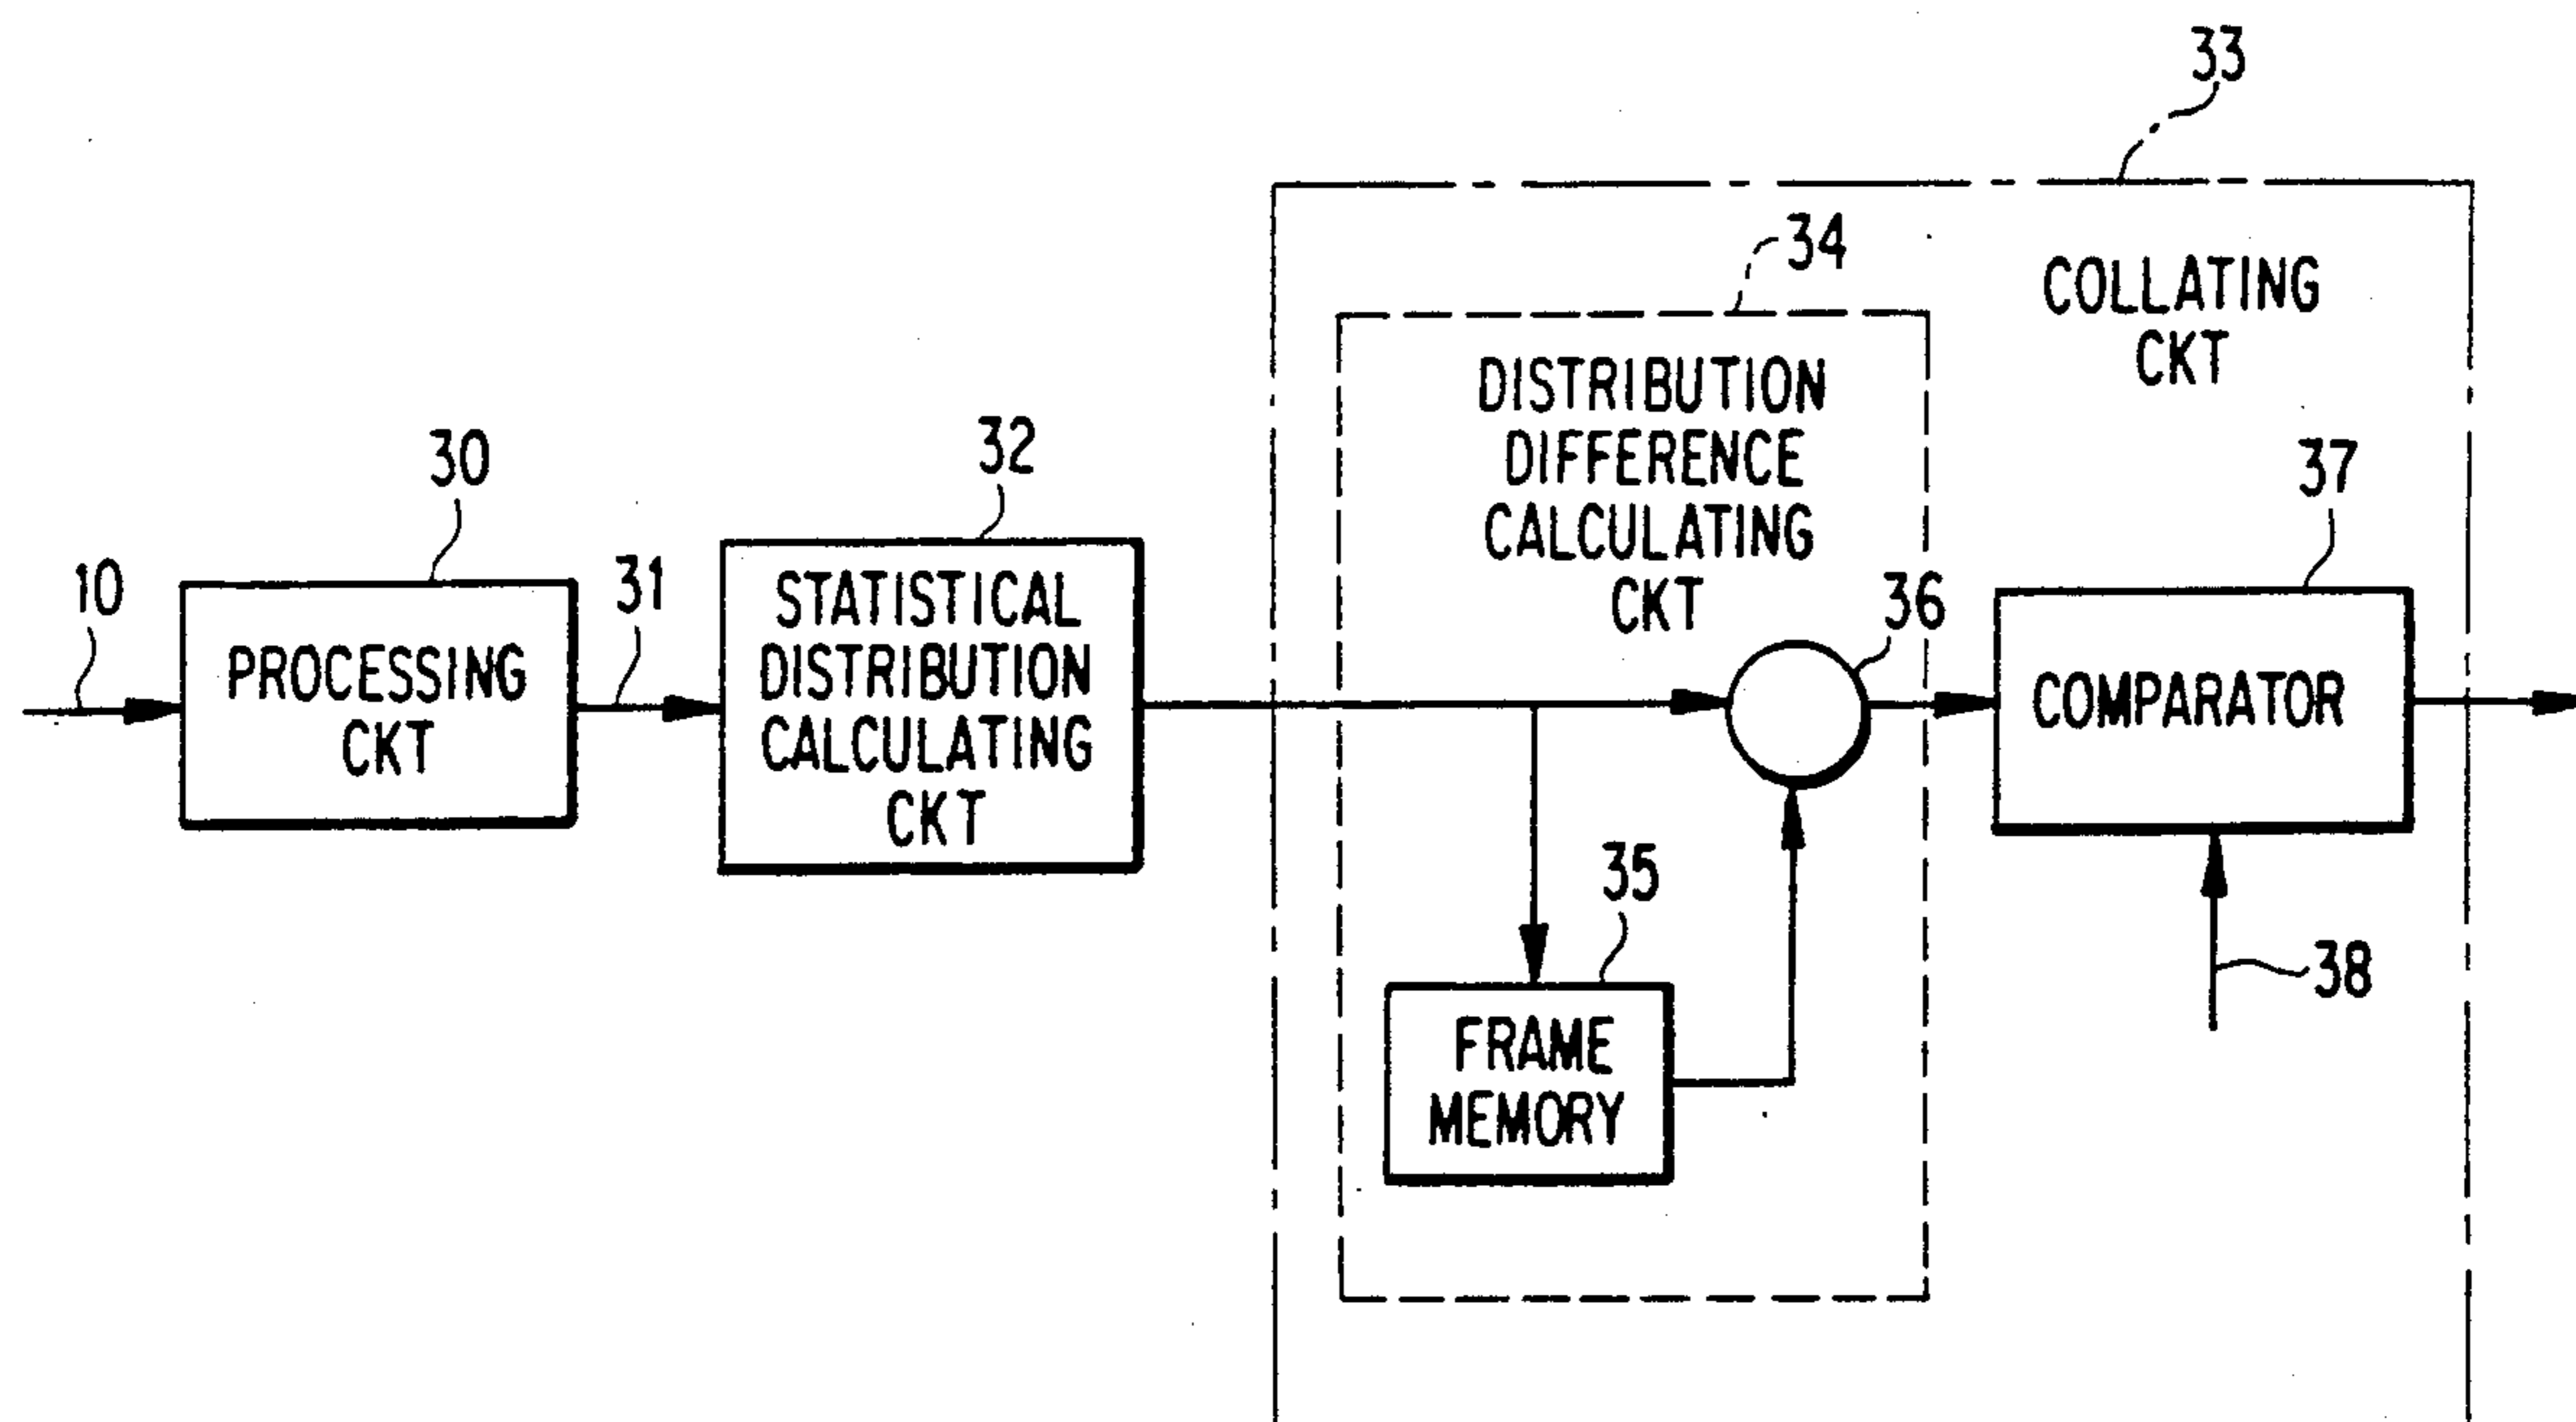 33
34
COLLATING
CKT
DISTRIBUTION
DIFFERENCE
CALCULATING
CKT
30
32
37
10
31
36
PROCESSING
CKT
STATISTICAL
DISTRIBUTION
CALCULATING
CKT
COMPARATOR
35
38
FRAME
MEMORY